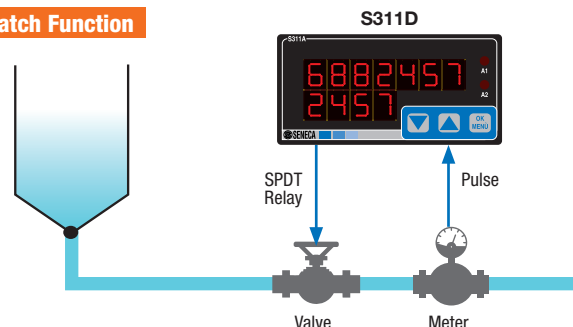 atch Function
S311D
S311A
6882457
2457
A1
A2
OK
MENU
SENECA
SPDT
Relay
Pulse
Valve
Meter